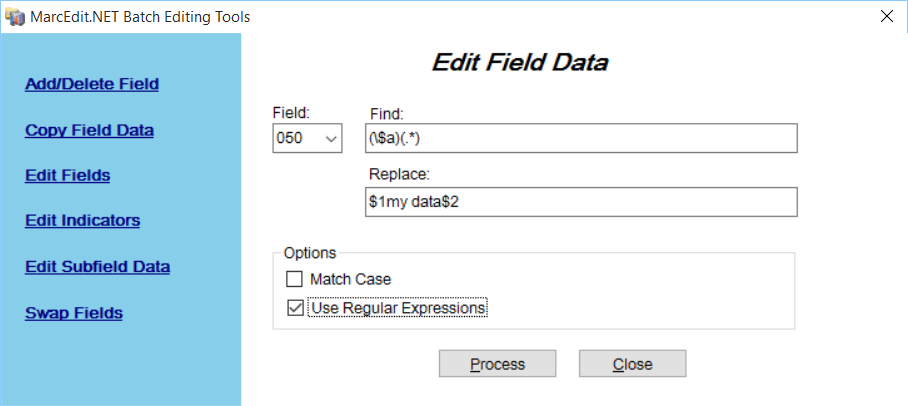 MarcEdit.NET Batch Editing Tools
Add/Delete Field
Copy Field Data
Edit Fields
Edit Indicators
Edit Subfield Data
Swap Fields
Edit Field Data
Field:
Find:
050
(\$a)(.*)
Replace:
$1my data$2
Options
Match Case
Use Regular Expressions
Process
Close